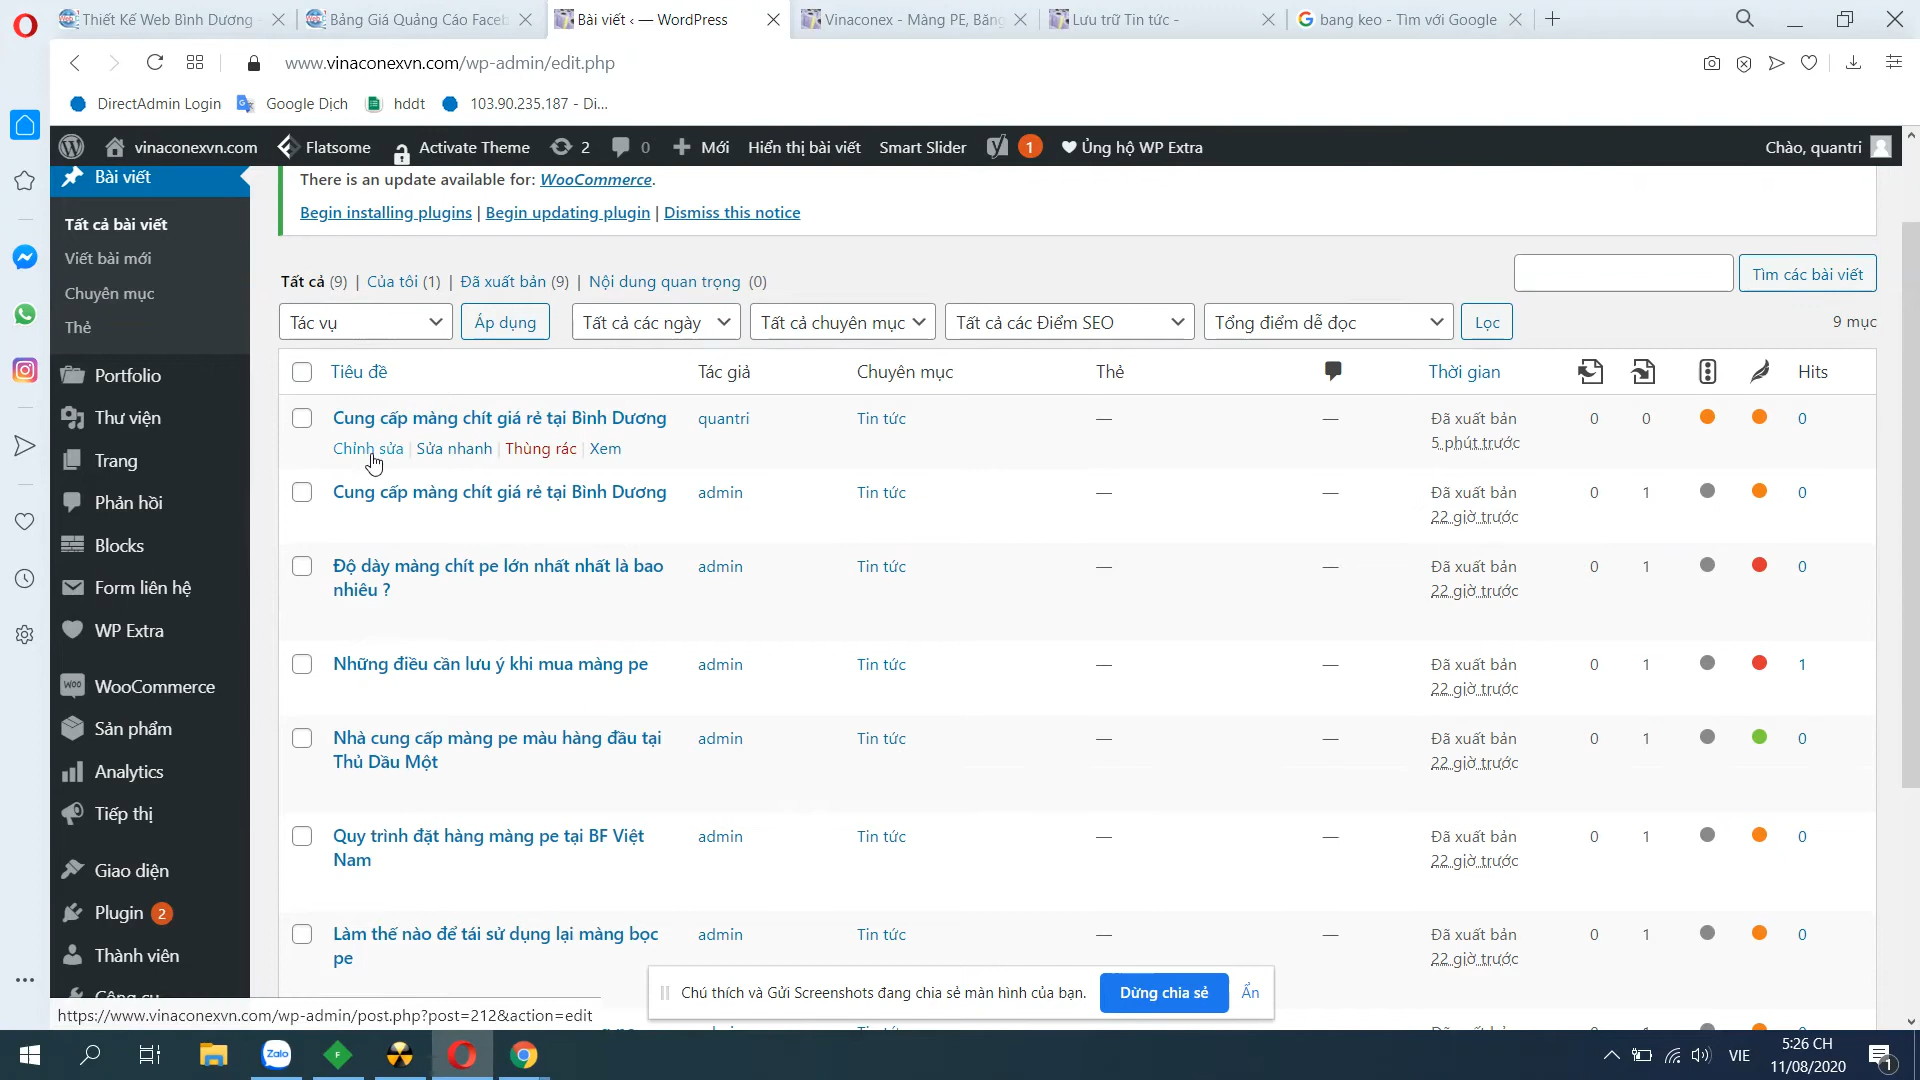 Thiết Kế Web Bình Dương -
Bảng Giá Quảng Cáo Faceb
Bài viết ‹ — WordPress
Vinaconex - Màng PE, Băng
Lưu trữ Tin tức -
bang keo - Tìm với Google
www.vinaconexvn.com/wp-admin/edit.php
DirectAdmin Login
Google Dịch
hddt
103.90.235.187 - Di...
vinaconexvn.com
Flatsome
Activate Theme
2
0
Mới
Hiển thị bài viết
Smart Slider
1
Ủng hộ WP Extra
Chào, quantri
Bài viết
Tất cả bài viết
Viết bài mới
Chuyên mục
Thẻ
Portfolio
Thư viện
Trang
Phản hồi
Blocks
Form liên hệ
WP Extra
WooCommerce
Sản phẩm
Analytics
Tiếp thị
Giao diện
Plugin 2
Thành viên
There is an update available for: WooCommerce.
Begin installing plugins | Begin updating plugin | Dismiss this notice
Tất cả (9) | Của tôi (1) | Đã xuất bản (9) | Nội dung quan trọng (0)
Tìm các bài viết
Tác vụ
Áp dụng
Tất cả các ngày
Tất cả chuyên mục
Tất cả các Điểm SEO
Tổng điểm dễ đọc
Lọc
9 mục
Tiêu đề Tác giả Chuyên mục Thẻ Thời gian Hits
Cung cấp màng chít giá rẻ tại Bình Dương quantri Tin tức — — Đã xuất bản 0 0 0
Chỉnh sửa | Sửa nhanh | Thùng rác | Xem 5 phút trước
Cung cấp màng chít giá rẻ tại Bình Dương admin Tin tức — — Đã xuất bản 0 1 0
22 giờ trước
Độ dày màng chít pe lớn nhất nhất là bao admin Tin tức — — Đã xuất bản 0 1 0
nhiêu ? 22 giờ trước
Những điều cần lưu ý khi mua màng pe admin Tin tức — — Đã xuất bản 0 1 1
22 giờ trước
Nhà cung cấp màng pe màu hàng đầu tại admin Tin tức — — Đã xuất bản 0 1 0
Thủ Dầu Một 22 giờ trước
Quy trình đặt hàng màng pe tại BF Việt admin Tin tức — — Đã xuất bản 0 1 0
Nam 22 giờ trước
Làm thế nào để tái sử dụng lại màng bọc admin Tin tức — — Đã xuất bản 0 1 0
pe 22 giờ trước
Chú thích và Gửi Screenshots đang chia sẻ màn hình của bạn.
Dừng chia sẻ
Ẩn
https://www.vinaconexvn.com/wp-admin/post.php?post=212&action=edit
Zalo
VIE
5:26 CH
11/08/2020
1